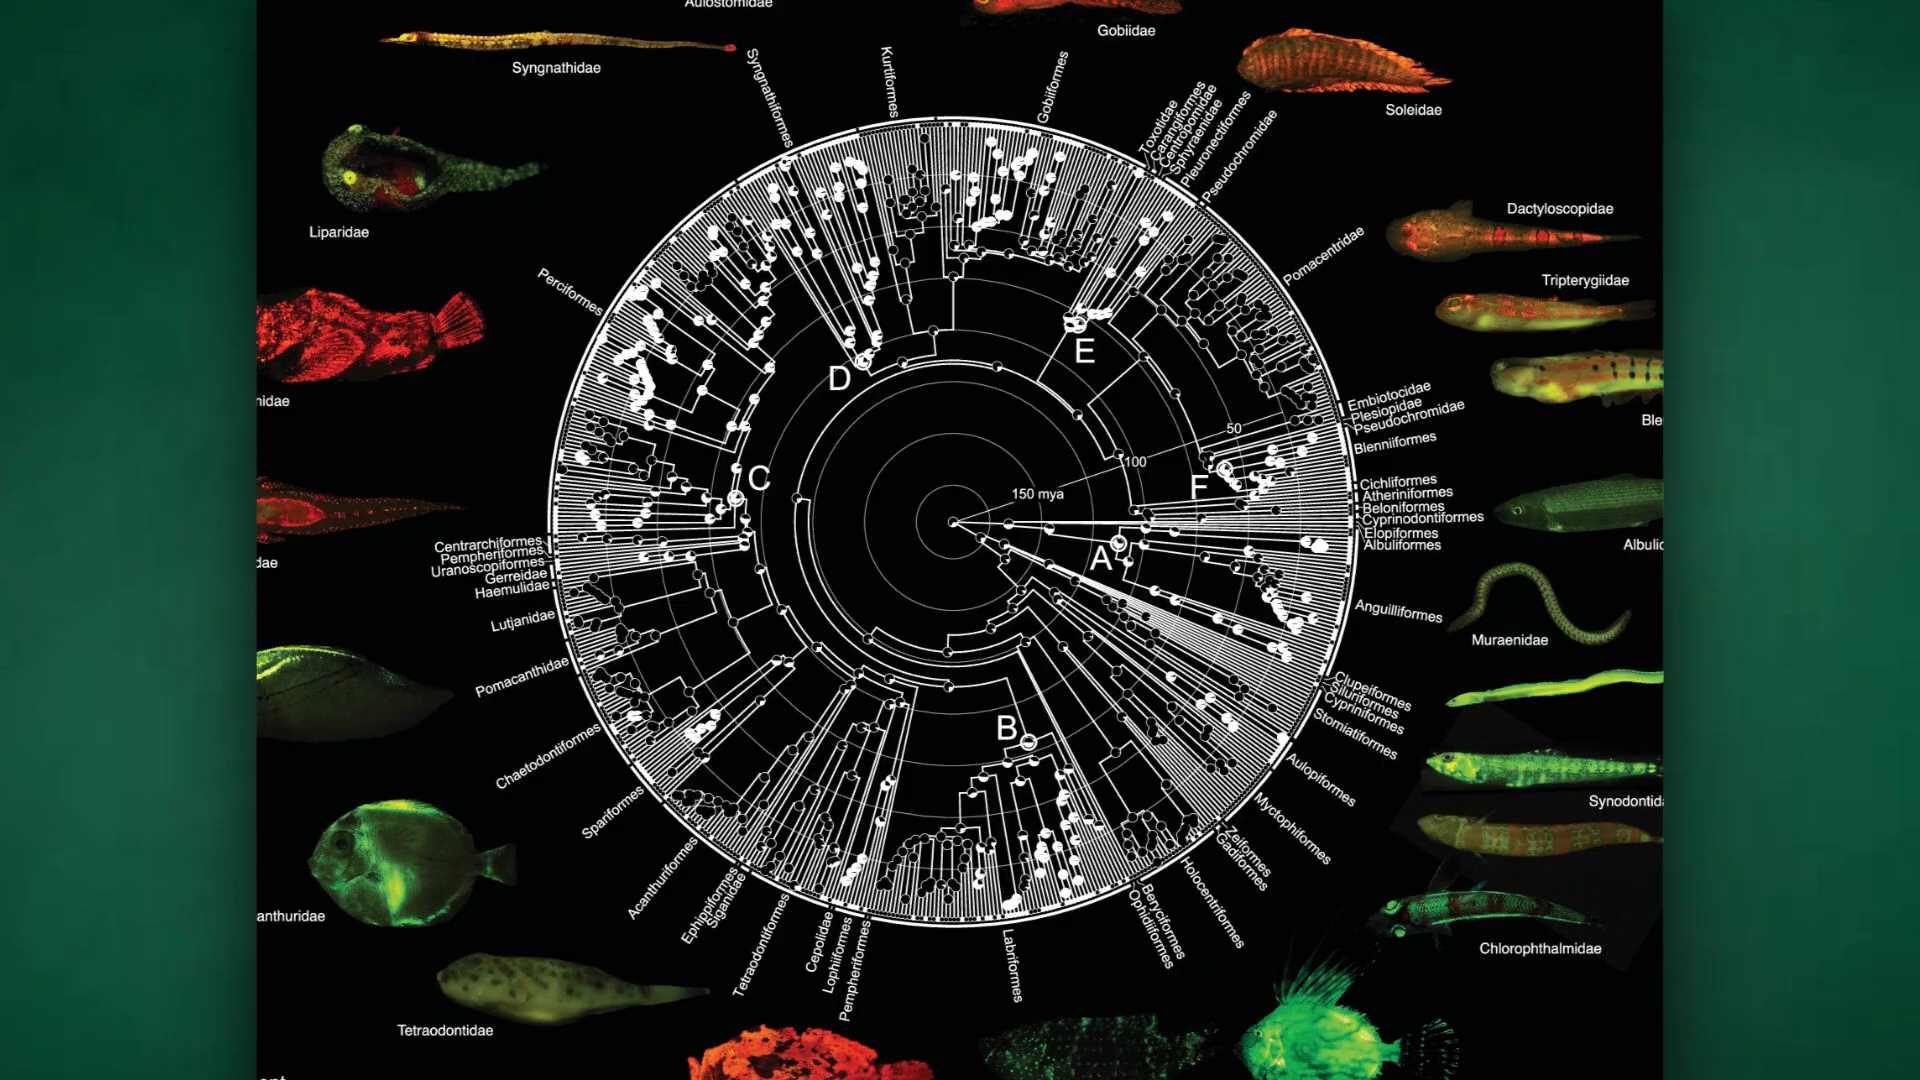 Aulostomidae
Gobiidae
Syngnathidae
Soleidae
Liparidae
Dactyloscopidae
Tripterygiidae
nidae
Ble
dae
Albulid
Muraenidae
Synodontida
anthuridae
Chlorophthalmidae
Tetraodontidae
Syngnathiformes
Kurtiformes
Gobiiformes
Toxotidae
Carangiformes
Centropomidae
Sphyraenidae
Pleuronectiformes
Pseudochromidae
Pomacentridae
Embiotocidae
Plesiopidae
Pseudochromidae
Blenniiformes
Cichliformes
Atheriniformes
Beloniformes
Cyprinodontiformes
Elopiformes
Albuliformes
Anguilliformes
Clupeiformes
Siluriformes
Cypriniformes
Stomiatiformes
Aulopiformes
Myctophiformes
Zeiformes
Gadiformes
Holocentriformes
Beryciformes
Ophidiiformes
Labriformes
Pempheriformes
Lophiiformes
Cepolidae
Tetraodontiformes
Siganidae
Ephippiformes
Acanthuriformes
Spariformes
Chaetodontiformes
Pomacanthidae
Lutjanidae
Haemulidae
Gerreidae
Uranoscopiformes
Pempheriformes
Centrarchiformes
Perciformes
D
E
C
F
A
B
50
100
150 mya